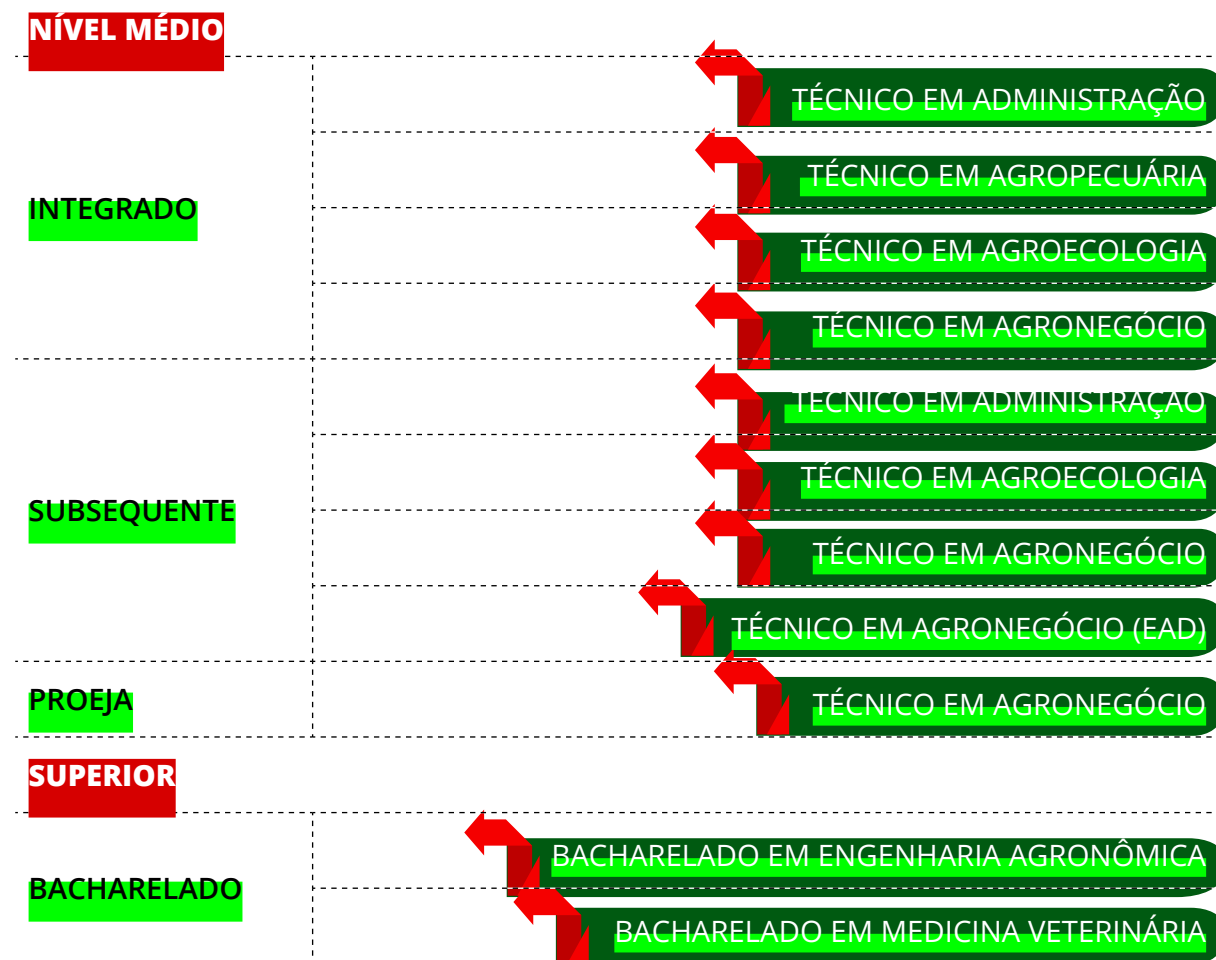 NÍVEL MÉDIO
TÉCNICO EM ADMINISTRAÇÃO
TÉCNICO EM AGROPECUÁRIA
INTEGRADO
TÉCNICO EM AGROECOLOGIA
TÉCNICO EM AGRONEGÓCIO
TÉCNICO EM ADMINISTRAÇÃO
TÉCNICO EM AGROECOLOGIA
SUBSEQUENTE
TÉCNICO EM AGRONEGÓCIO
TÉCNICO EM AGRONEGÓCIO (EAD)
PROEJA
TÉCNICO EM AGRONEGÓCIO
SUPERIOR
BACHARELADO EM ENGENHARIA AGRONÔMICA
BACHARELADO
BACHARELADO EM MEDICINA VETERINÁRIA